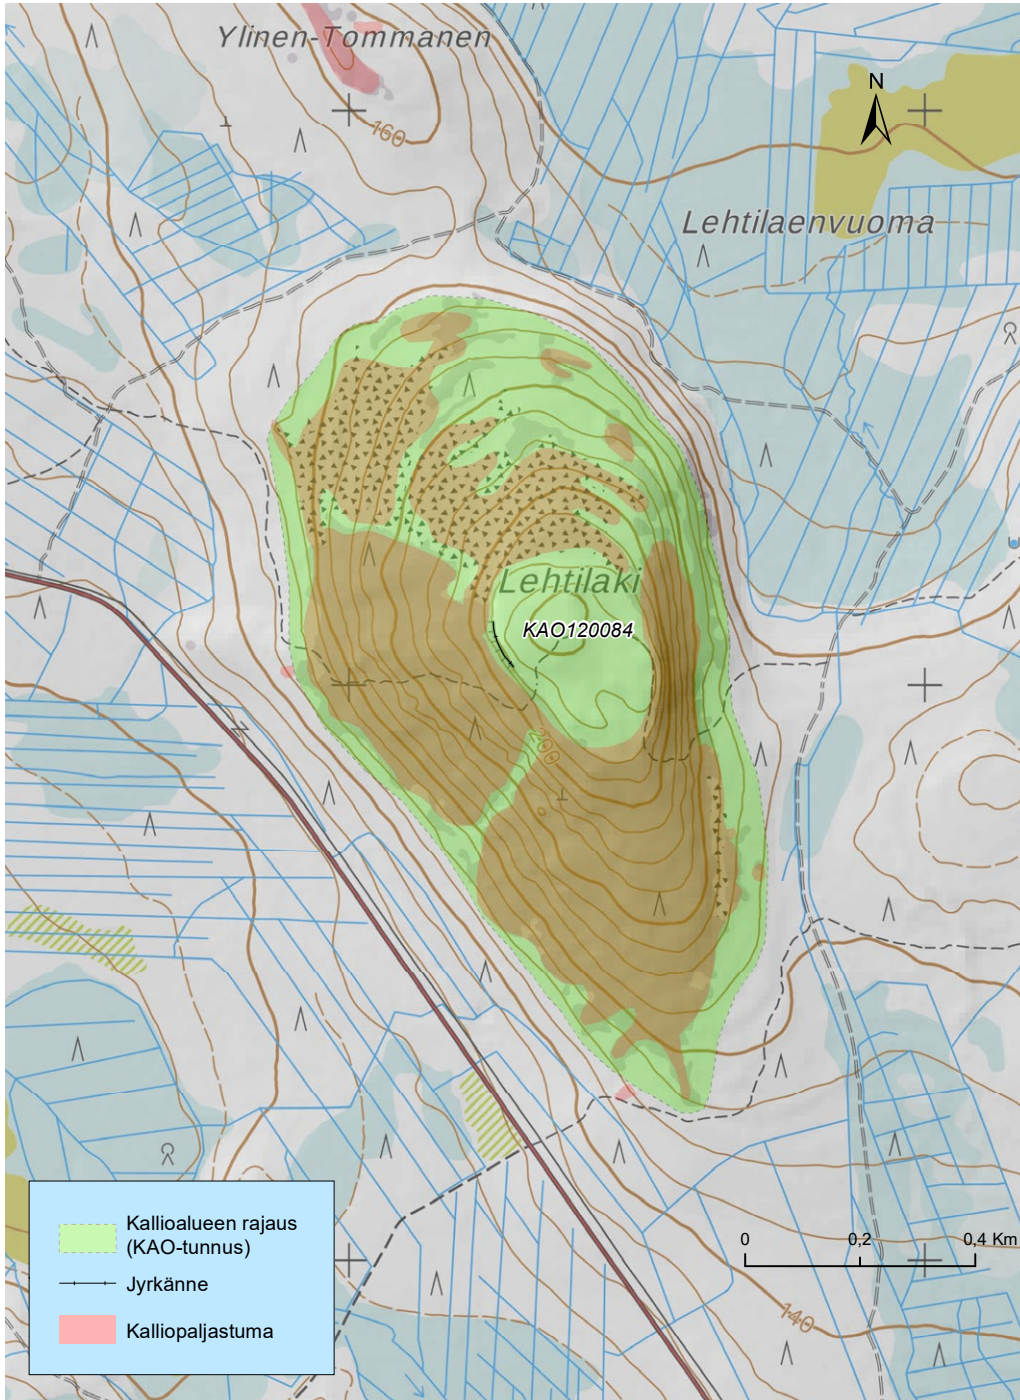 Ylinen-Tommanen
N
160
Lehtilaenvuoma
Lehtilaki
KAO120084
200
0 0,2 0,4 Km
Kallioalueen rajaus
(KAO-tunnus)
Jyrkänne
Kalliopaljastuma
140